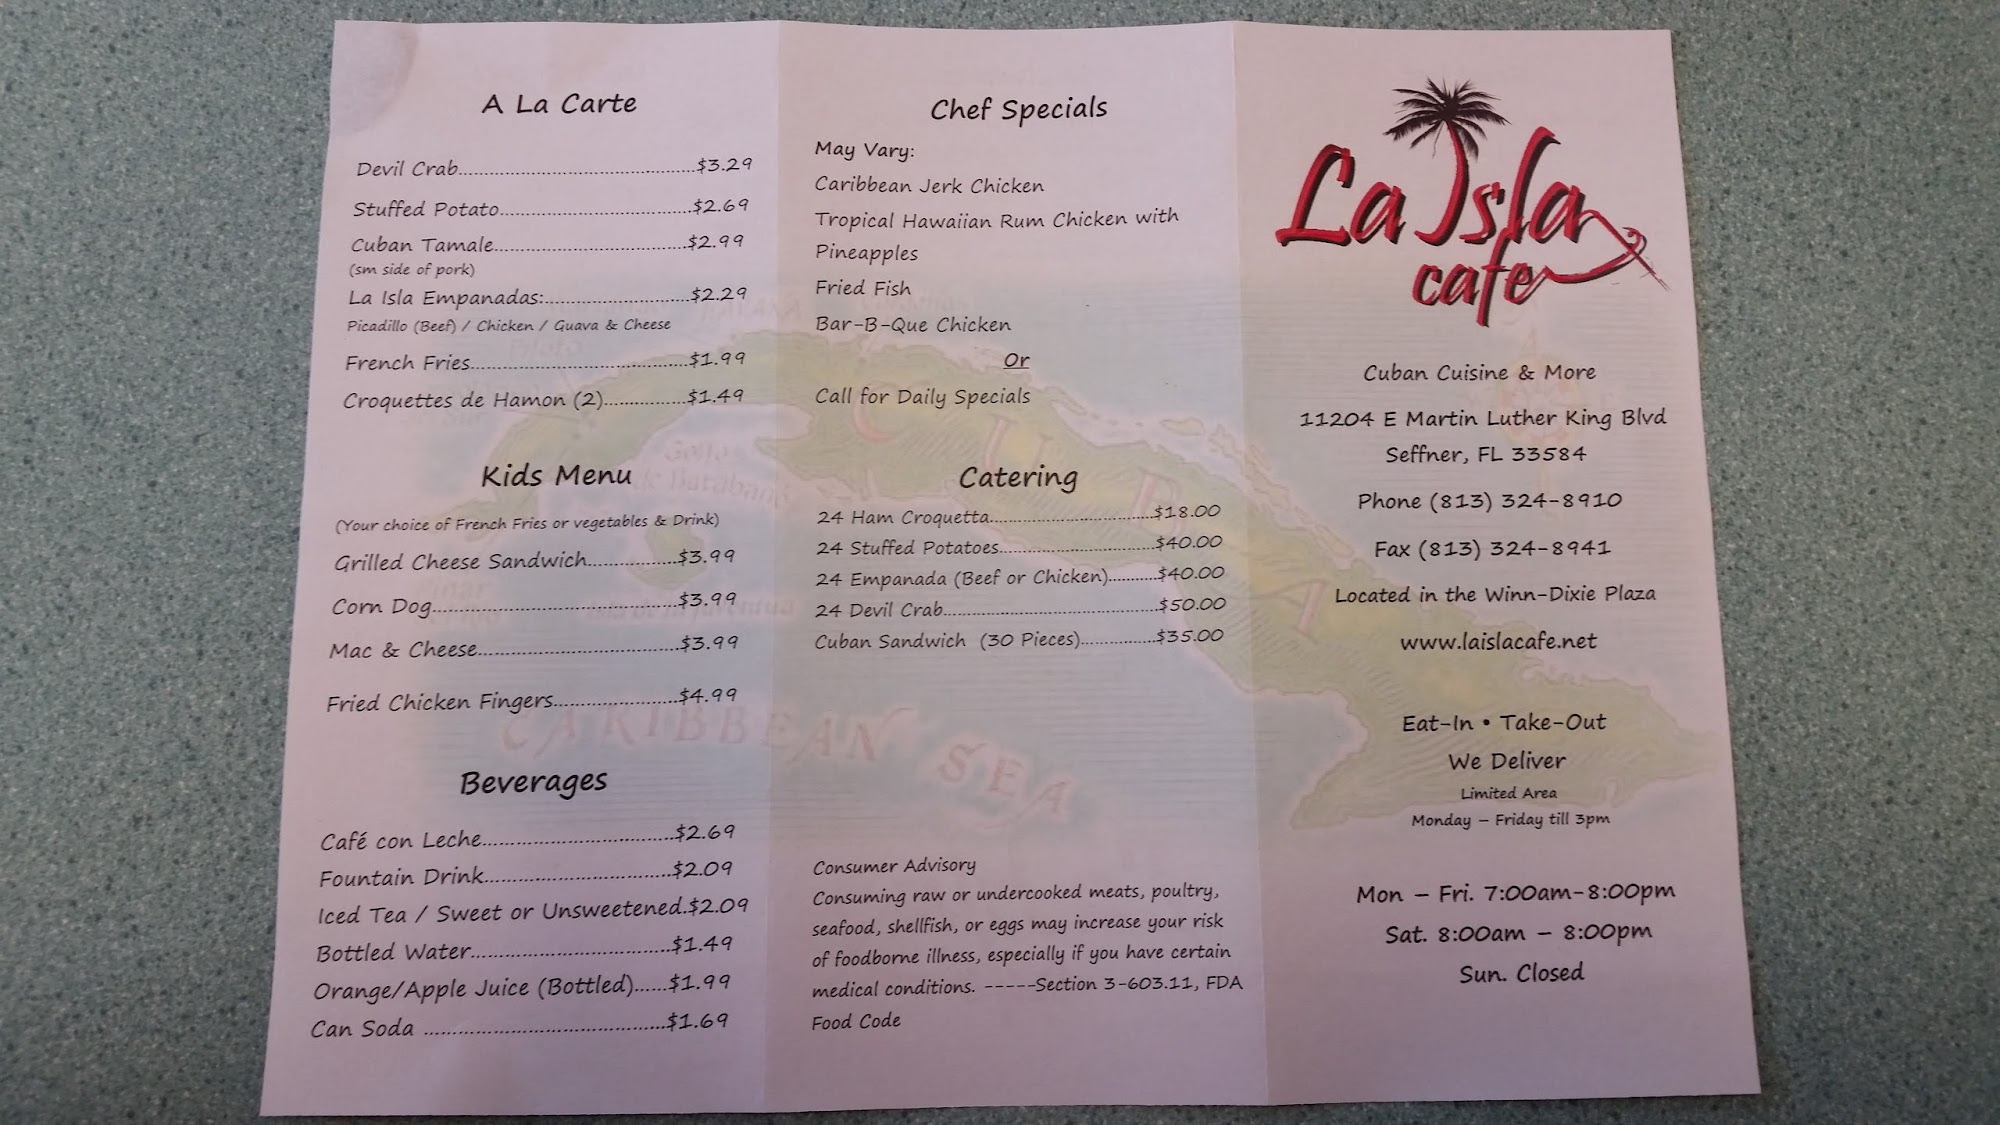 A La Carte
Devil Crab...........................................$3.29
Stuffed Potato...................................$2.69
Cuban Tamale...................................$2.99
(sm side of pork)
La Isla Empanadas:..........................$2.29
Picadillo (Beef) / Chicken / Guava & Cheese
French Fries.......................................$1.99
Croquettes de Hamon (2)...............$1.49
Kids Menu
(Your choice of French Fries or vegetables & Drink)
Grilled Cheese Sandwich................$3.99
Corn Dog............................................$3.99
Mac & Cheese....................................$3.99
Fried Chicken Fingers......................$4.99
Beverages
Café con Leche..................................$2.69
Fountain Drink.................................$2.09
Iced Tea / Sweet or Unsweetened.$2.09
Bottled Water...................................$1.49
Orange/Apple Juice (Bottled)......$1.99
Can Soda ..........................................$1.69
Chef Specials
May Vary:
Caribbean Jerk Chicken
Tropical Hawaiian Rum Chicken with
Pineapples
Fried Fish
Bar-B-Que Chicken
Or
Call for Daily Specials
Catering
24 Ham Croquetta..................................$18.00
24 Stuffed Potatoes................................$40.00
24 Empanada (Beef or Chicken)..........$40.00
24 Devil Crab............................................$50.00
Cuban Sandwich (30 Pieces)................$35.00
Consumer Advisory
Consuming raw or undercooked meats, poultry,
seafood, shellfish, or eggs may increase your risk
of foodborne illness, especially if you have certain
medical conditions. -----Section 3-603.11, FDA
Food Code
La Isla
cafe
Cuban Cuisine & More
11204 E Martin Luther King Blvd
Seffner, FL 33584
Phone (813) 324-8910
Fax (813) 324-8941
Located in the Winn-Dixie Plaza
www.laislacafe.net
Eat-In • Take-Out
We Deliver
Limited Area
Monday – Friday till 3pm
Mon – Fri. 7:00am-8:00pm
Sat. 8:00am – 8:00pm
Sun. Closed
CUBA
CARIBBEAN SEA